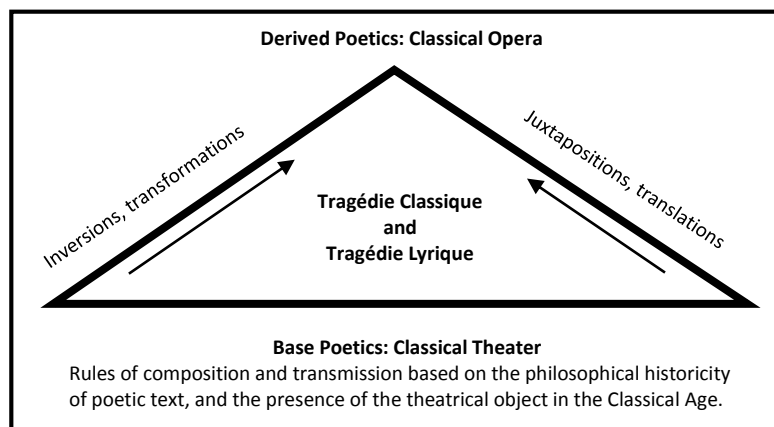 Derived Poetics: Classical Opera
Inversions, transformations
Juxtapositions, translations
Tragédie Classique
and
Tragédie Lyrique
Base Poetics: Classical Theater
Rules of composition and transmission based on the philosophical historicity
of poetic text, and the presence of the theatrical object in the Classical Age.